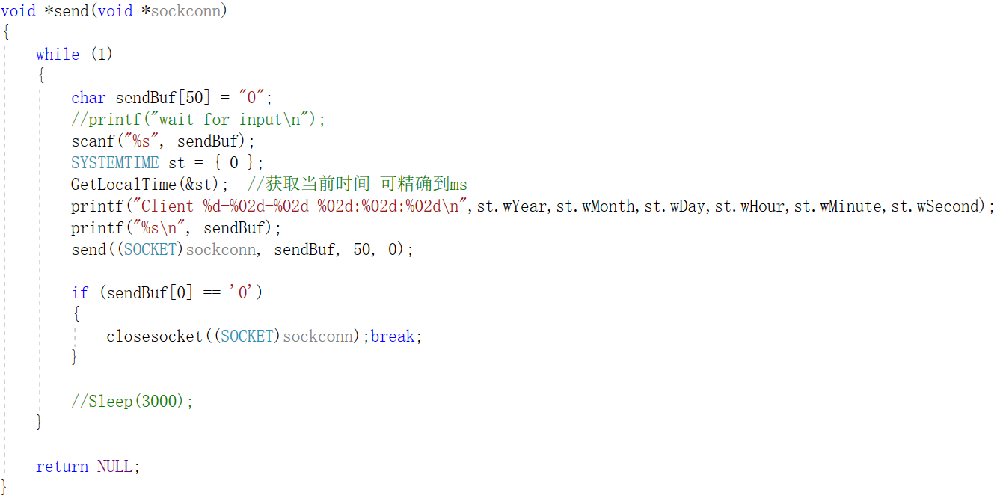 void *send(void *sockconn)
{
    while (1)
    {
        char sendBuf[50] = "0";
        //printf("wait for input\n");
        scanf("%s", sendBuf);
        SYSTEMTIME st = { 0 };
        GetLocalTime(&st);  //获取当前时间 可精确到ms
        printf("Client %d-%02d-%02d %02d:%02d:%02d\n",st.wYear,st.wMonth,st.wDay,st.wHour,st.wMinute,st.wSecond);
        printf("%s\n", sendBuf);
        send((SOCKET)sockconn, sendBuf, 50, 0);
        if (sendBuf[0] == '0')
        {
            closesocket((SOCKET)sockconn);break;
        }
        //Sleep(3000);
    }
    return NULL;
}